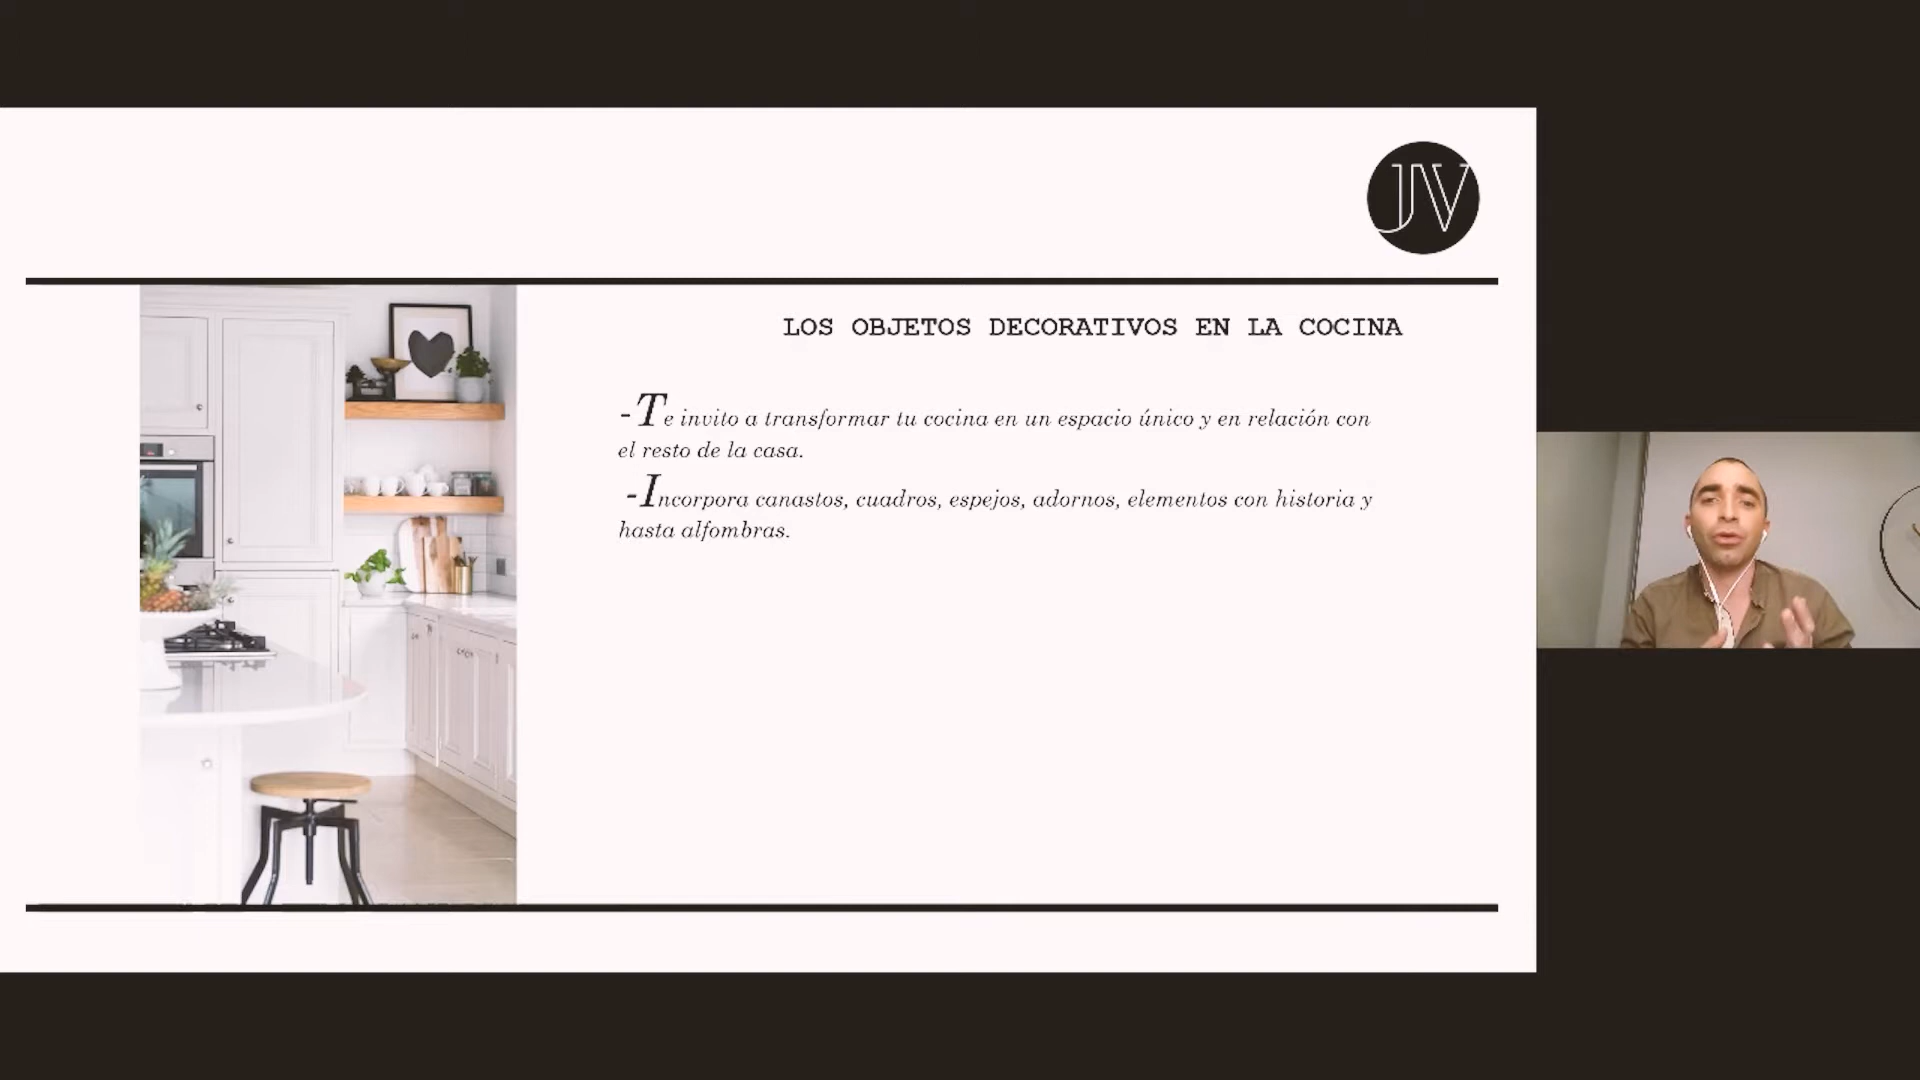 JV
LOS OBJETOS DECORATIVOS EN LA COCINA
-Te invito a transformar tu cocina en un espacio único y en relación con
el resto de la casa.
-Incorpora canastos, cuadros, espejos, adornos, elementos con historia y
hasta alfombras.